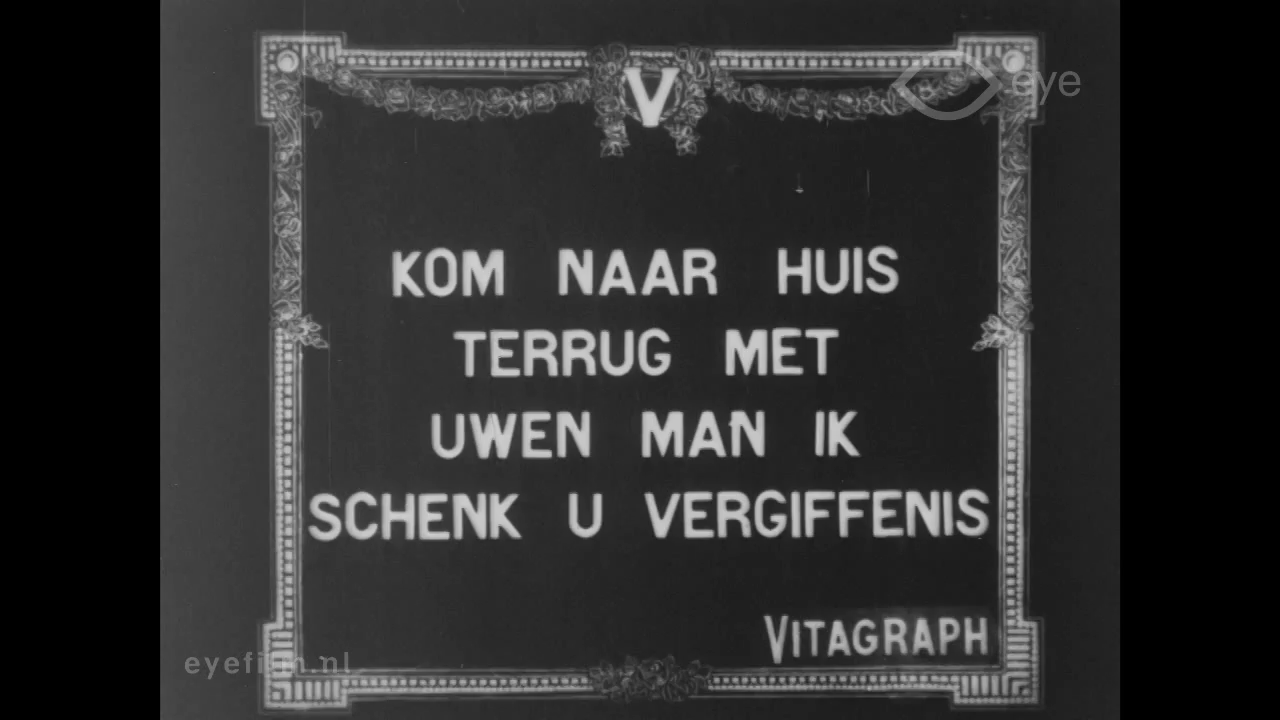 V
eye
KOM NAAR HUIS
TERRUG MET
UWEN MAN IK
SCHENK U VERGIFFENIS
VITAGRAPH
eyefilm.nl